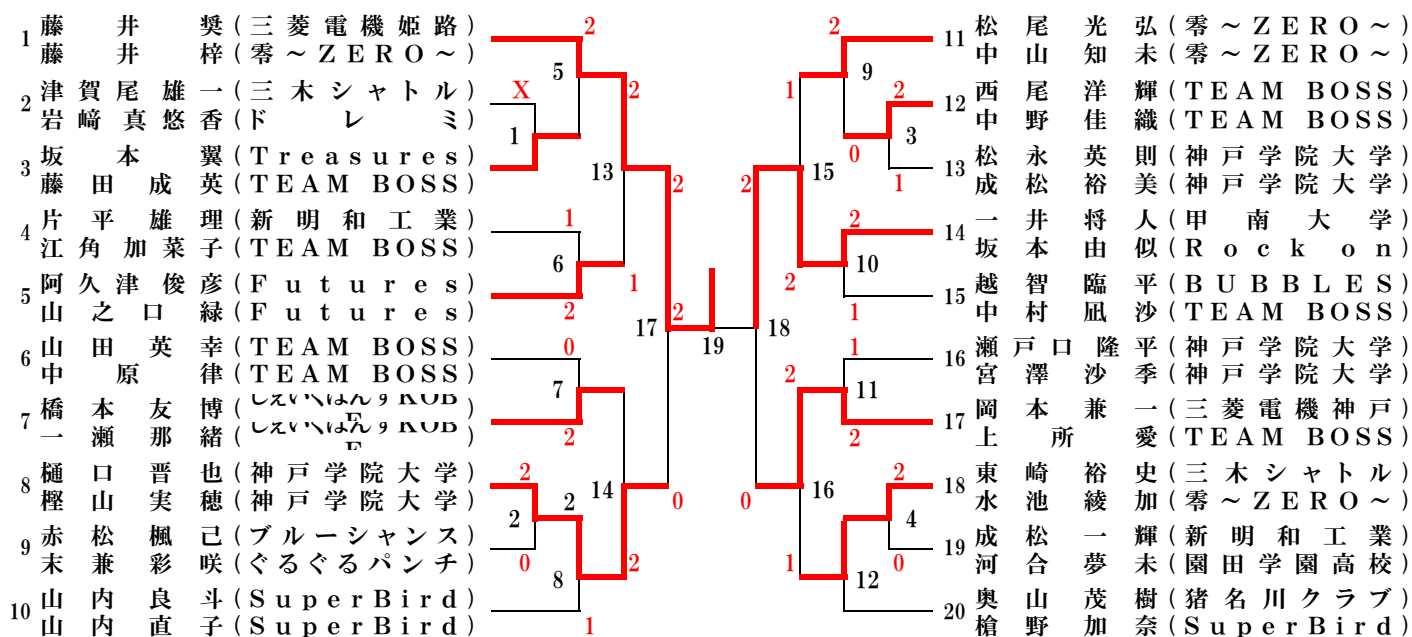 1 藤井奨(三菱電機姫路)
藤井梓(零～ZERO～)
2 津賀尾雄一(三木シャトル)
岩﨑真悠香(ドレミ)
3 坂本翼(Treasures)
藤田成英(TEAM BOSS)
4 片平雄理(新明和工業)
江角加菜子(TEAM BOSS)
5 阿久津俊彦(Futures)
山之口緑(Futures)
6 山田英幸(TEAM BOSS)
中原律(TEAM BOSS)
7 橋本友博
一瀬那緒
8 樋口晋也(神戸学院大学)
樫山実穂(神戸学院大学)
9 赤松楓己(ブルーシャンス)
末兼彩咲(ぐるぐるパンチ)
10 山内良斗(SuperBird)
山内直子(SuperBird)
2
5
X
2
1
13
2
1
6
1
2
17
2
0
7
2
14
0
2
2
2
0
8
2
1
19
11 松尾光弘(零～ZERO～)
中山知未(零～ZERO～)
12 西尾洋輝(TEAM BOSS)
中野佳織(TEAM BOSS)
13 松永英則(神戸学院大学)
成松裕美(神戸学院大学)
14 一井将人(甲南大学)
坂本由似(Rock on)
15 越智臨平(BUBBLES)
中村凪沙(TEAM BOSS)
16 瀬戸口隆平(神戸学院大学)
宮澤沙季(神戸学院大学)
17 岡本兼一(三菱電機神戸)
上所愛(TEAM BOSS)
18 東崎裕史(三木シャトル)
水池綾加(零～ZERO～)
19 成松一輝(新明和工業)
河合夢未(園田学園高校)
20 奥山茂樹(猪名川クラブ)
槍野加奈(SuperBird)
2
9
1
2
3
0
1
2
15
2
10
2
1
18
1
2
11
2
0
16
2
4
0
1
12